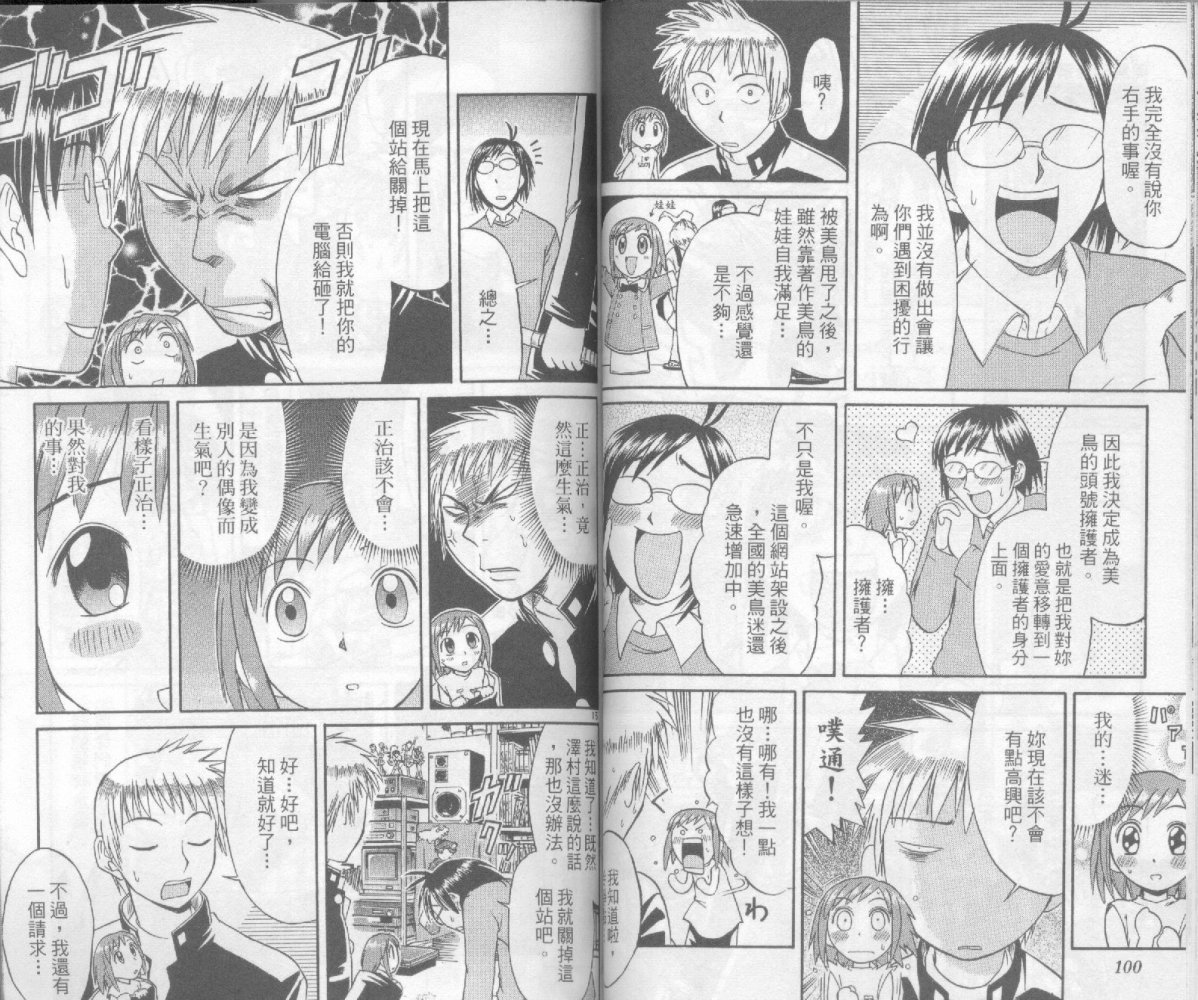 我完全沒有說你
右手的事喔。
我並沒有做出會讓
你們遇到困擾的行
為啊。
咦?
被美鳥甩了之後,
雖然靠著作美鳥的
娃娃自我滿足…
不過感覺還
是不夠…
娃娃
因此我決定成為美
鳥的頭號擁護者。
也就是把我對妳
的愛意移轉到一
個擁護者的身分
上面。
擁…
擁護者?
不只是我喔。
這個網站架設之後
,全國的美鳥迷還
急速增加中。
我的…迷…
妳現在該不會
有點高興吧?
噗通!
哪…哪有!我一點
也沒有這樣子想!
わ
我知道啦,
100
總之…
現在馬上把這
個站給關掉!
否則我就把你的
電腦給砸了!
ゴゴゴ
正…正治,竟
然這麼生氣…
正治該不會…
是因為我變成
別人的偶像而
生氣吧?
看樣子正治…
果然對我
的事…
我知道了…既然
澤村這麼說的話
,那也沒辦法。
我就關掉這
個站吧。
ガクッ
好…好吧,
知道就好了…
不過,我還有
一個請求…